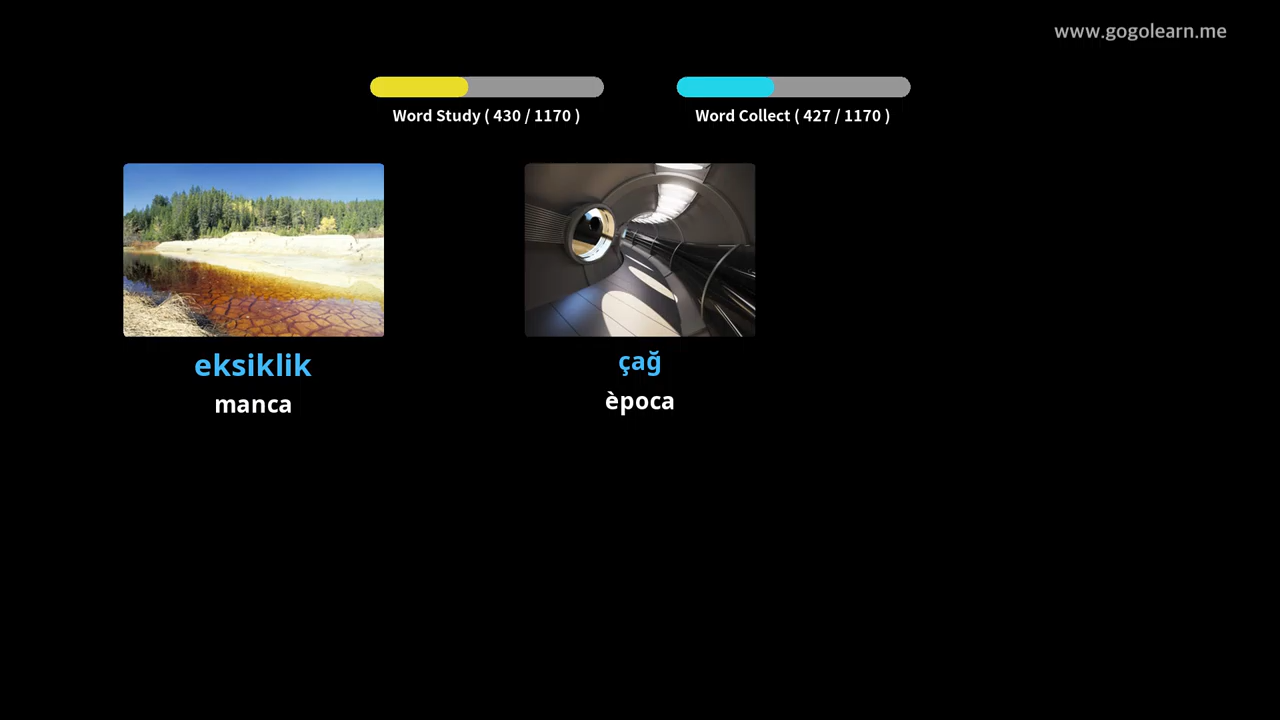 www.gogolearn.me
Word Study ( 430 / 1170 )
Word Collect ( 427 / 1170 )
eksiklik
manca
çağ
època